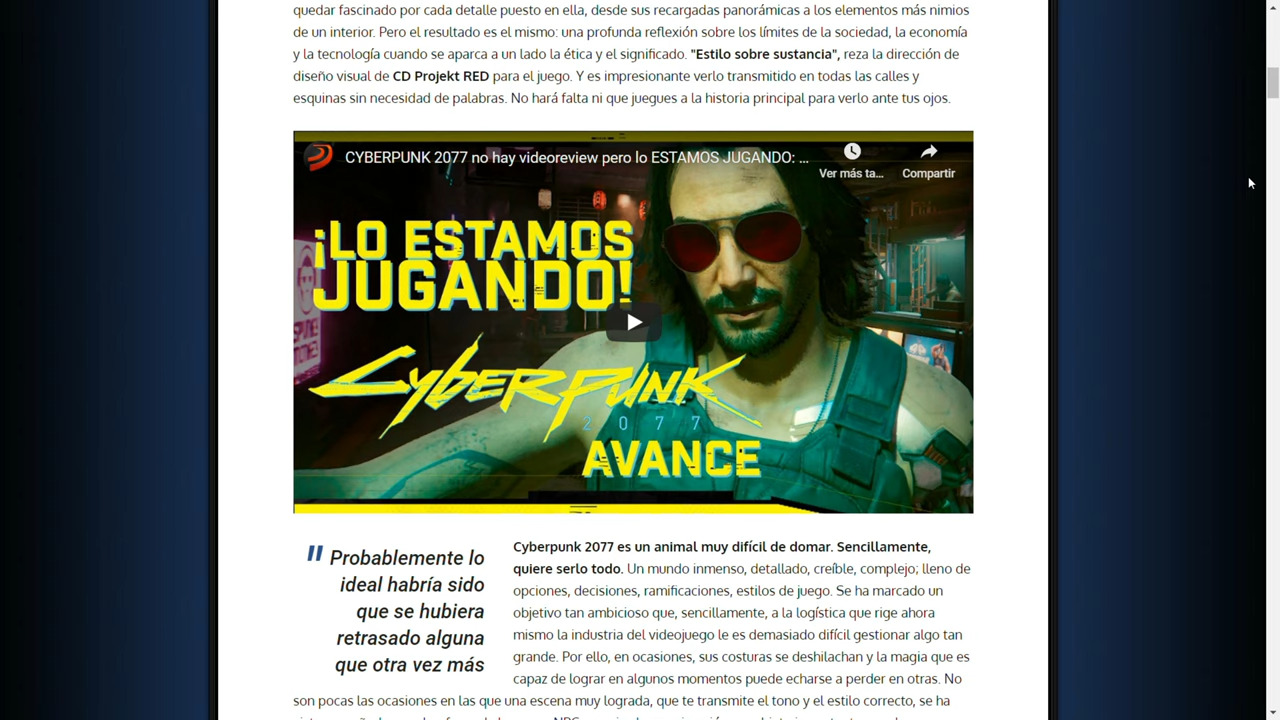 quedar fascinado por cada detalle puesto en ella, desde sus recargadas panorámicas a los elementos más nimios
de un interior. Pero el resultado es el mismo: una profunda reflexión sobre los límites de la sociedad, la economía
y la tecnología cuando se aparca a un lado la ética y el significado. "Estilo sobre sustancia", reza la dirección de
diseño visual de CD Projekt RED para el juego. Y es impresionante verlo transmitido en todas las calles y
esquinas sin necesidad de palabras. No hará falta ni que juegues a la historia principal para verlo ante tus ojos.
CYBERPUNK 2077 no hay videoreview pero lo ESTAMOS JUGANDO: ...
Ver más ta...
Compartir
¡LO ESTAMOS
JUGANDO!
Cyberpunk
2077
AVANCE
" Probablemente lo
ideal habría sido
que se hubiera
retrasado alguna
que otra vez más
Cyberpunk 2077 es un animal muy difícil de domar. Sencillamente,
quiere serlo todo. Un mundo inmenso, detallado, creíble, complejo; lleno de
opciones, decisiones, ramificaciones, estilos de juego. Se ha marcado un
objetivo tan ambicioso que, sencillamente, a la logística que rige ahora
mismo la industria del videojuego le es demasiado difícil gestionar algo tan
grande. Por ello, en ocasiones, sus costuras se deshilachan y la magia que es
capaz de lograr en algunos momentos puede echarse a perder en otras. No
son pocas las ocasiones en las que una escena muy lograda, que te transmite el tono y el estilo correcto, se ha